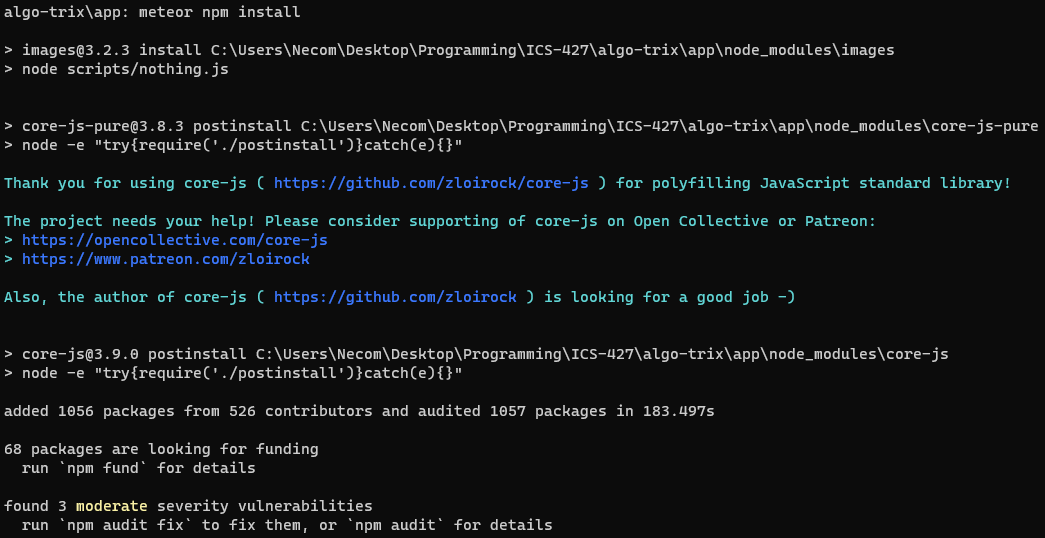 algo-trix\app: meteor npm install
> images@3.2.3 install C:\Users\Necom\Desktop\Programming\ICS-427\algo-trix\app\node_modules\images
> node scripts/nothing.js
> core-js-pure@3.8.3 postinstall C:\Users\Necom\Desktop\Programming\ICS-427\algo-trix\app\node_modules\core-js-pure
> node -e "try{require('./postinstall')}catch(e){}"
Thank you for using core-js ( https://github.com/zloirock/core-js ) for polyfilling JavaScript standard library!
The project needs your help! Please consider supporting of core-js on Open Collective or Patreon:
> https://opencollective.com/core-js
> https://www.patreon.com/zloirock
Also, the author of core-js ( https://github.com/zloirock ) is looking for a good job -)
> core-js@3.9.0 postinstall C:\Users\Necom\Desktop\Programming\ICS-427\algo-trix\app\node_modules\core-js
> node -e "try{require('./postinstall')}catch(e){}"
added 1056 packages from 526 contributors and audited 1057 packages in 183.497s
68 packages are looking for funding
  run `npm fund` for details
found 3 moderate severity vulnerabilities
  run `npm audit fix` to fix them, or `npm audit` for details